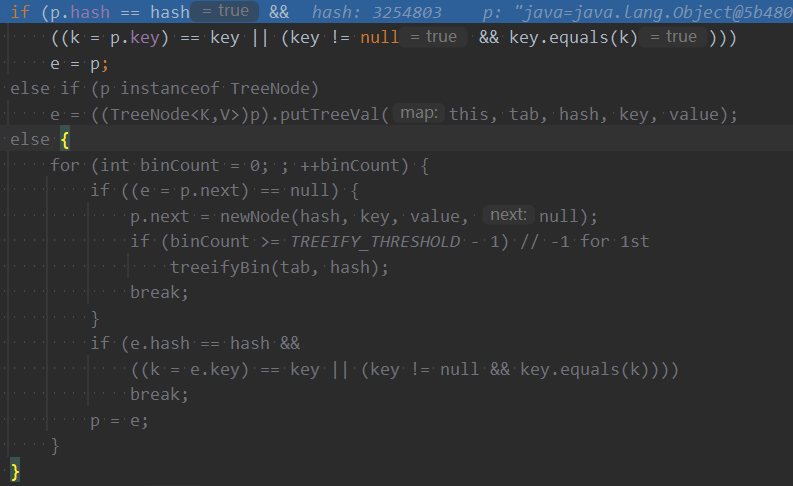 if (p.hash == hash = true && hash: 3254803 p: "java=java.lang.Object@5b480
((k = p.key) == key || (key != null = true && key.equals(k) = true )))
e = p;
else if (p instanceof TreeNode)
e = ((TreeNode<K,V>)p).putTreeVal( map: this, tab, hash, key, value);
else {
for (int binCount = 0; ; ++binCount) {
if ((e = p.next) == null) {
p.next = newNode(hash, key, value, next: null);
if (binCount >= TREEIFY_THRESHOLD - 1) // -1 for 1st
treeifyBin(tab, hash);
break;
}
if (e.hash == hash &&
((k = e.key) == key || (key != null && key.equals(k))))
break;
p = e;
}
}